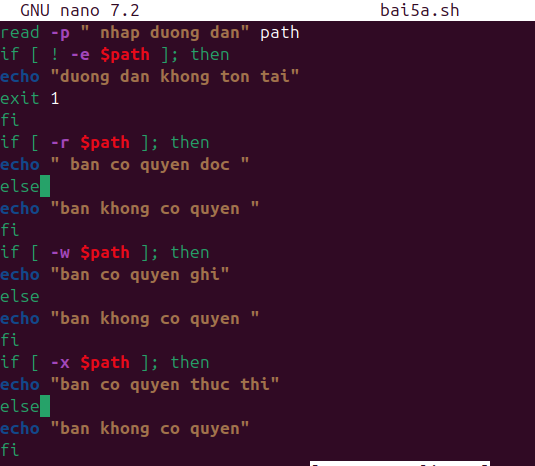 GNU nano 7.2 bai5a.sh
read -p " nhap duong dan" path
if [ ! -e $path ]; then
echo "duong dan khong ton tai"
exit 1
fi
if [ -r $path ]; then
echo " ban co quyen doc "
else
echo "ban khong co quyen "
fi
if [ -w $path ]; then
echo "ban co quyen ghi"
else
echo "ban khong co quyen "
fi
if [ -x $path ]; then
echo "ban co quyen thuc thi"
else
echo "ban khong co quyen"
fi